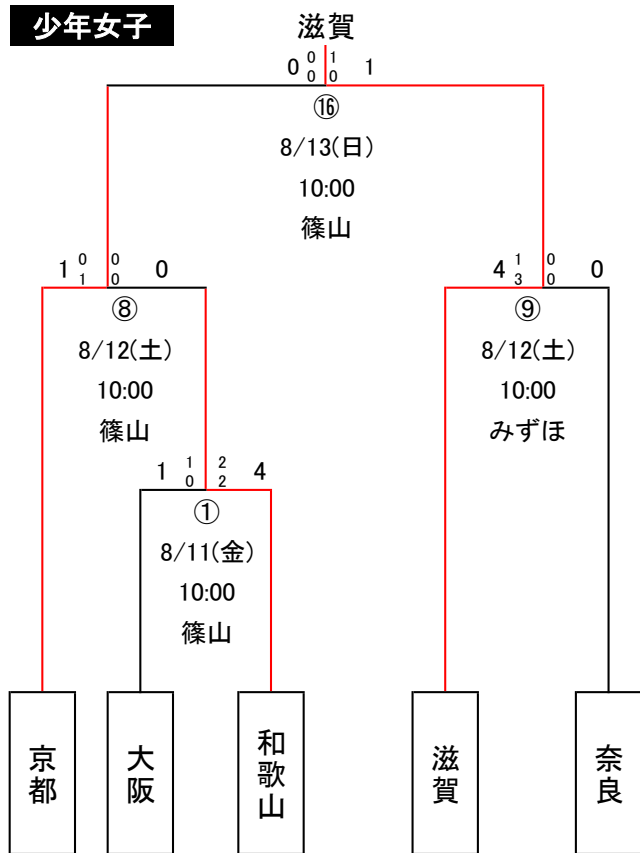 少年女子
滋賀
0 0 1 1
0 0
⑯
8/13(日)
10:00
篠山
1 0 0 0
1 0
⑧
8/12(土)
10:00
篠山
4 1 0 0
3 0
⑨
8/12(土)
10:00
みずほ
1 1 2 4
0 2
①
8/11(金)
10:00
篠山
京都
大阪
和歌山
滋賀
奈良